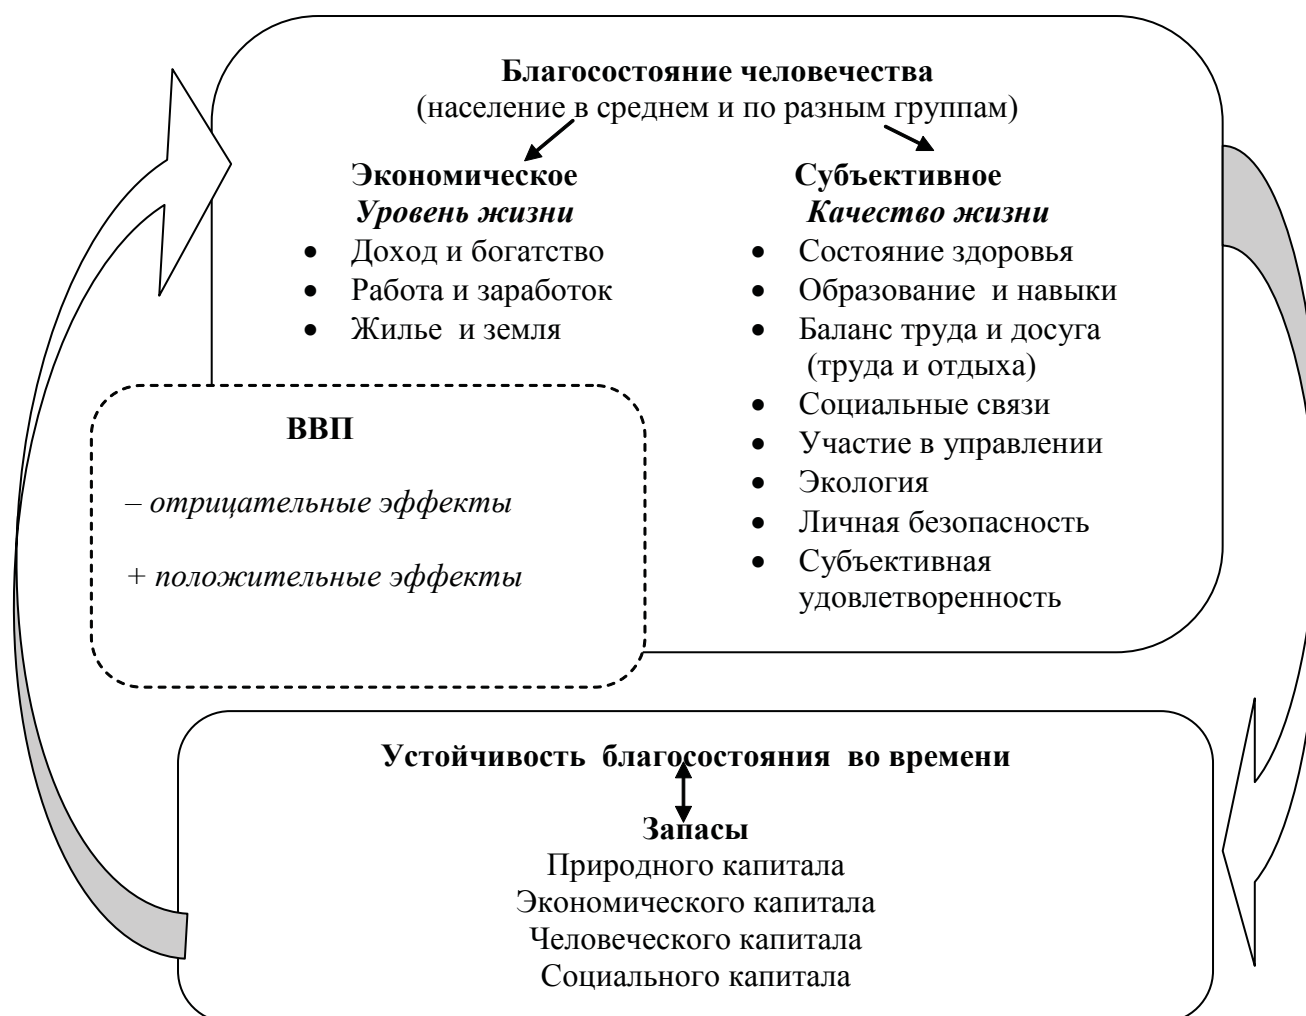 Благосостояние человечества
(население в среднем и по разным группам)
Экономическое
Уровень жизни
• Доход и богатство
• Работа и заработок
• Жилье и земля
Субъективное
Качество жизни
• Состояние здоровья
• Образование и навыки
• Баланс труда и досуга
(труда и отдыха)
• Социальные связи
• Участие в управлении
• Экология
• Личная безопасность
• Субъективная
удовлетворенность
ВВП
– отрицательные эффекты
+ положительные эффекты
Устойчивость благосостояния во времени
Запасы
Природного капитала
Экономического капитала
Человеческого капитала
Социального капитала